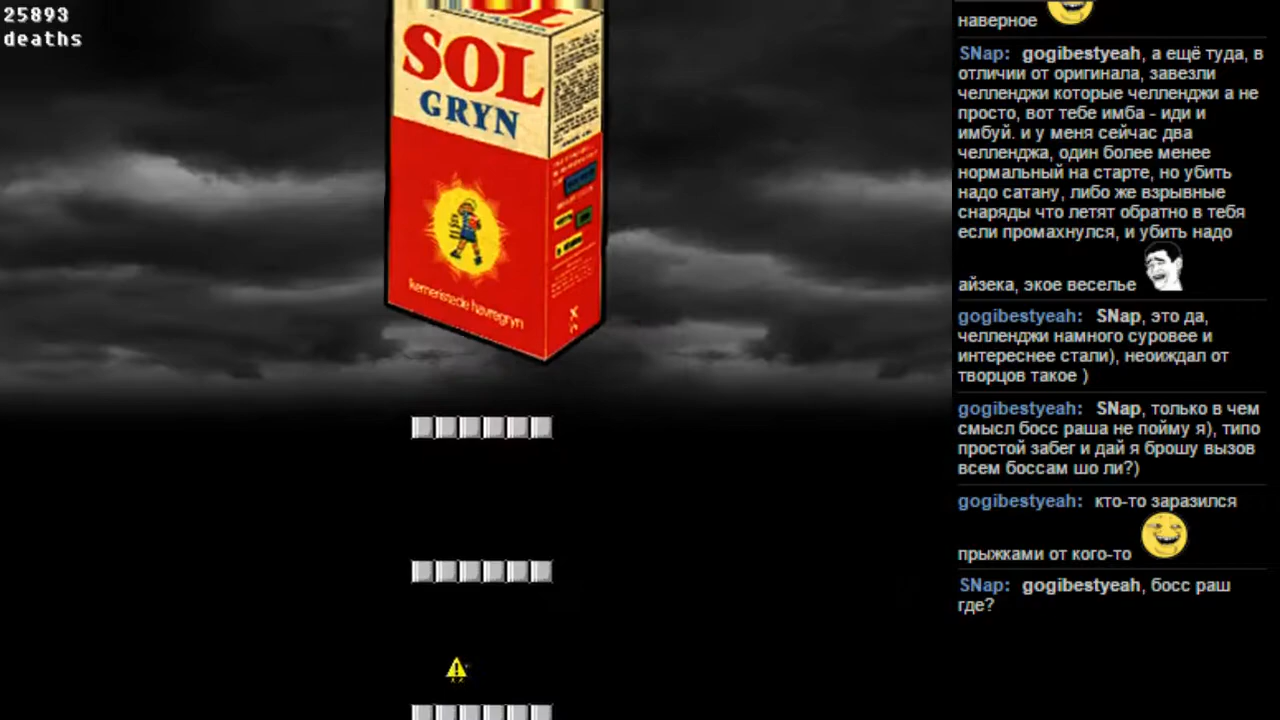 25893
deaths
SOL
GRYN
kerneristede havregryn
наверное
SNap: gogibestyeah, а ещё туда, в
отличии от оригинала, завезли
челленджи которые челленджи а не
просто, вот тебе имба - иди и
имбуй. и у меня сейчас два
челленджа, один более менее
нормальный на старте, но убить
надо сатану, либо же взрывные
снаряды что летят обратно в тебя
если промахнулся, и убить надо
айзека, экое веселье
gogibestyeah: SNap, это да,
челленджи намного суровее и
интереснее стали), неоиждал от
творцов такое )
gogibestyeah: SNap, только в чем
смысл босс раша не пойму я), типо
простой забег и дай я брошу вызов
всем боссам шо ли?)
gogibestyeah: кто-то заразился
прыжками от кого-то
SNap: gogibestyeah, босс раш
где?